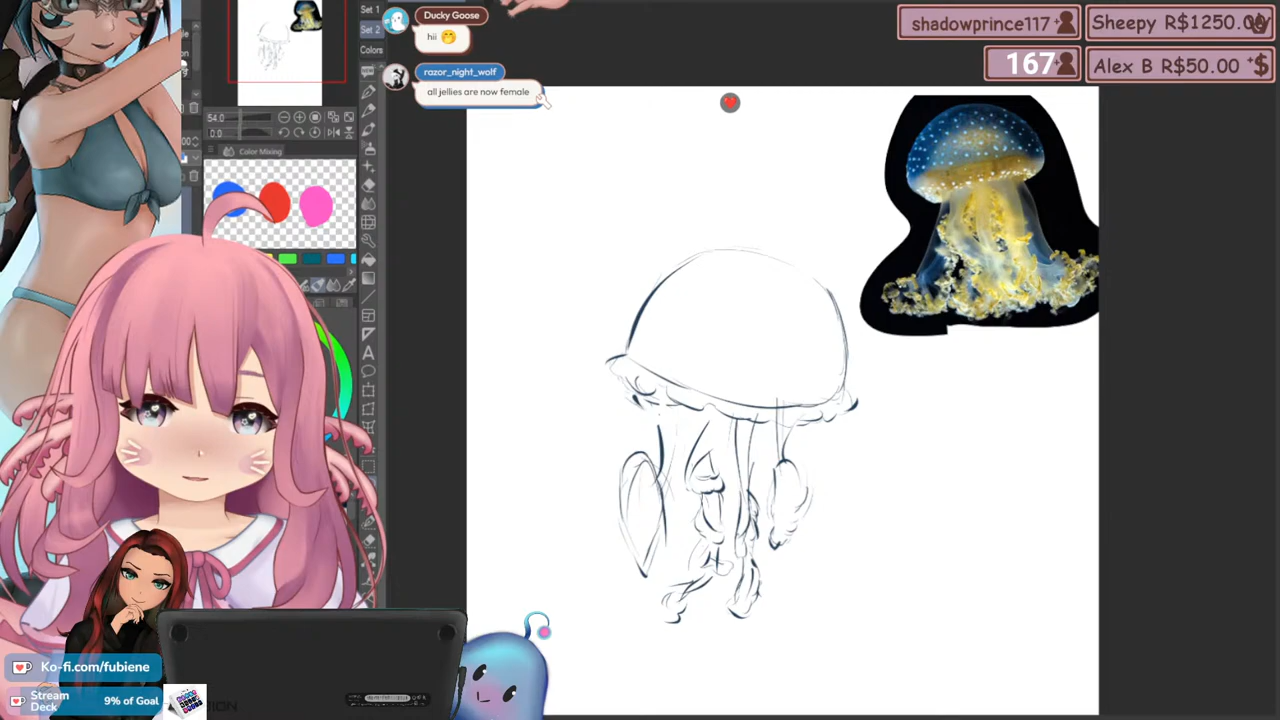 Set 1
Set 2
Colors
Ducky Goose
hii 🤭
razor_night_wolf
all jellies are now female
shadowprince117
Sheepy R$1250.00
167
Alex B R$50.00
54.0
0.0
Color Mixing
Ko-fi.com/fubiene
Stream
Deck
9% of Goal